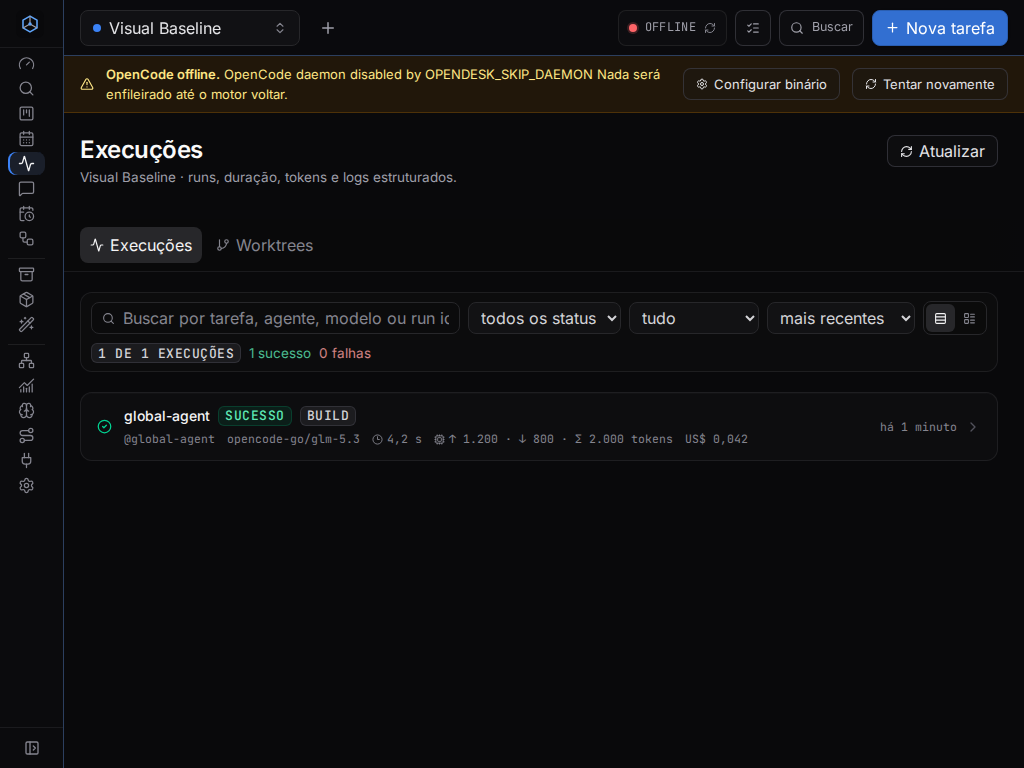 Visual Baseline
OFFLINE
Buscar
Nova tarefa
OpenCode offline. OpenCode daemon disabled by OPENDESK_SKIP_DAEMON Nada será
enfileirado até o motor voltar.
Configurar binário
Tentar novamente
Execuções
Atualizar
Visual Baseline · runs, duração, tokens e logs estruturados.
Execuções
Worktrees
Buscar por tarefa, agente, modelo ou run
todos os status
tudo
mais recentes
1 DE 1 EXECUÇÕES 1 sucesso 0 falhas
global-agent SUCESSO BUILD
@global-agent opencode-go/glm-5.3 4,2 s ↑ 1.200 · ↓ 800 · Σ 2.000 tokens US$ 0,042
há 1 minuto